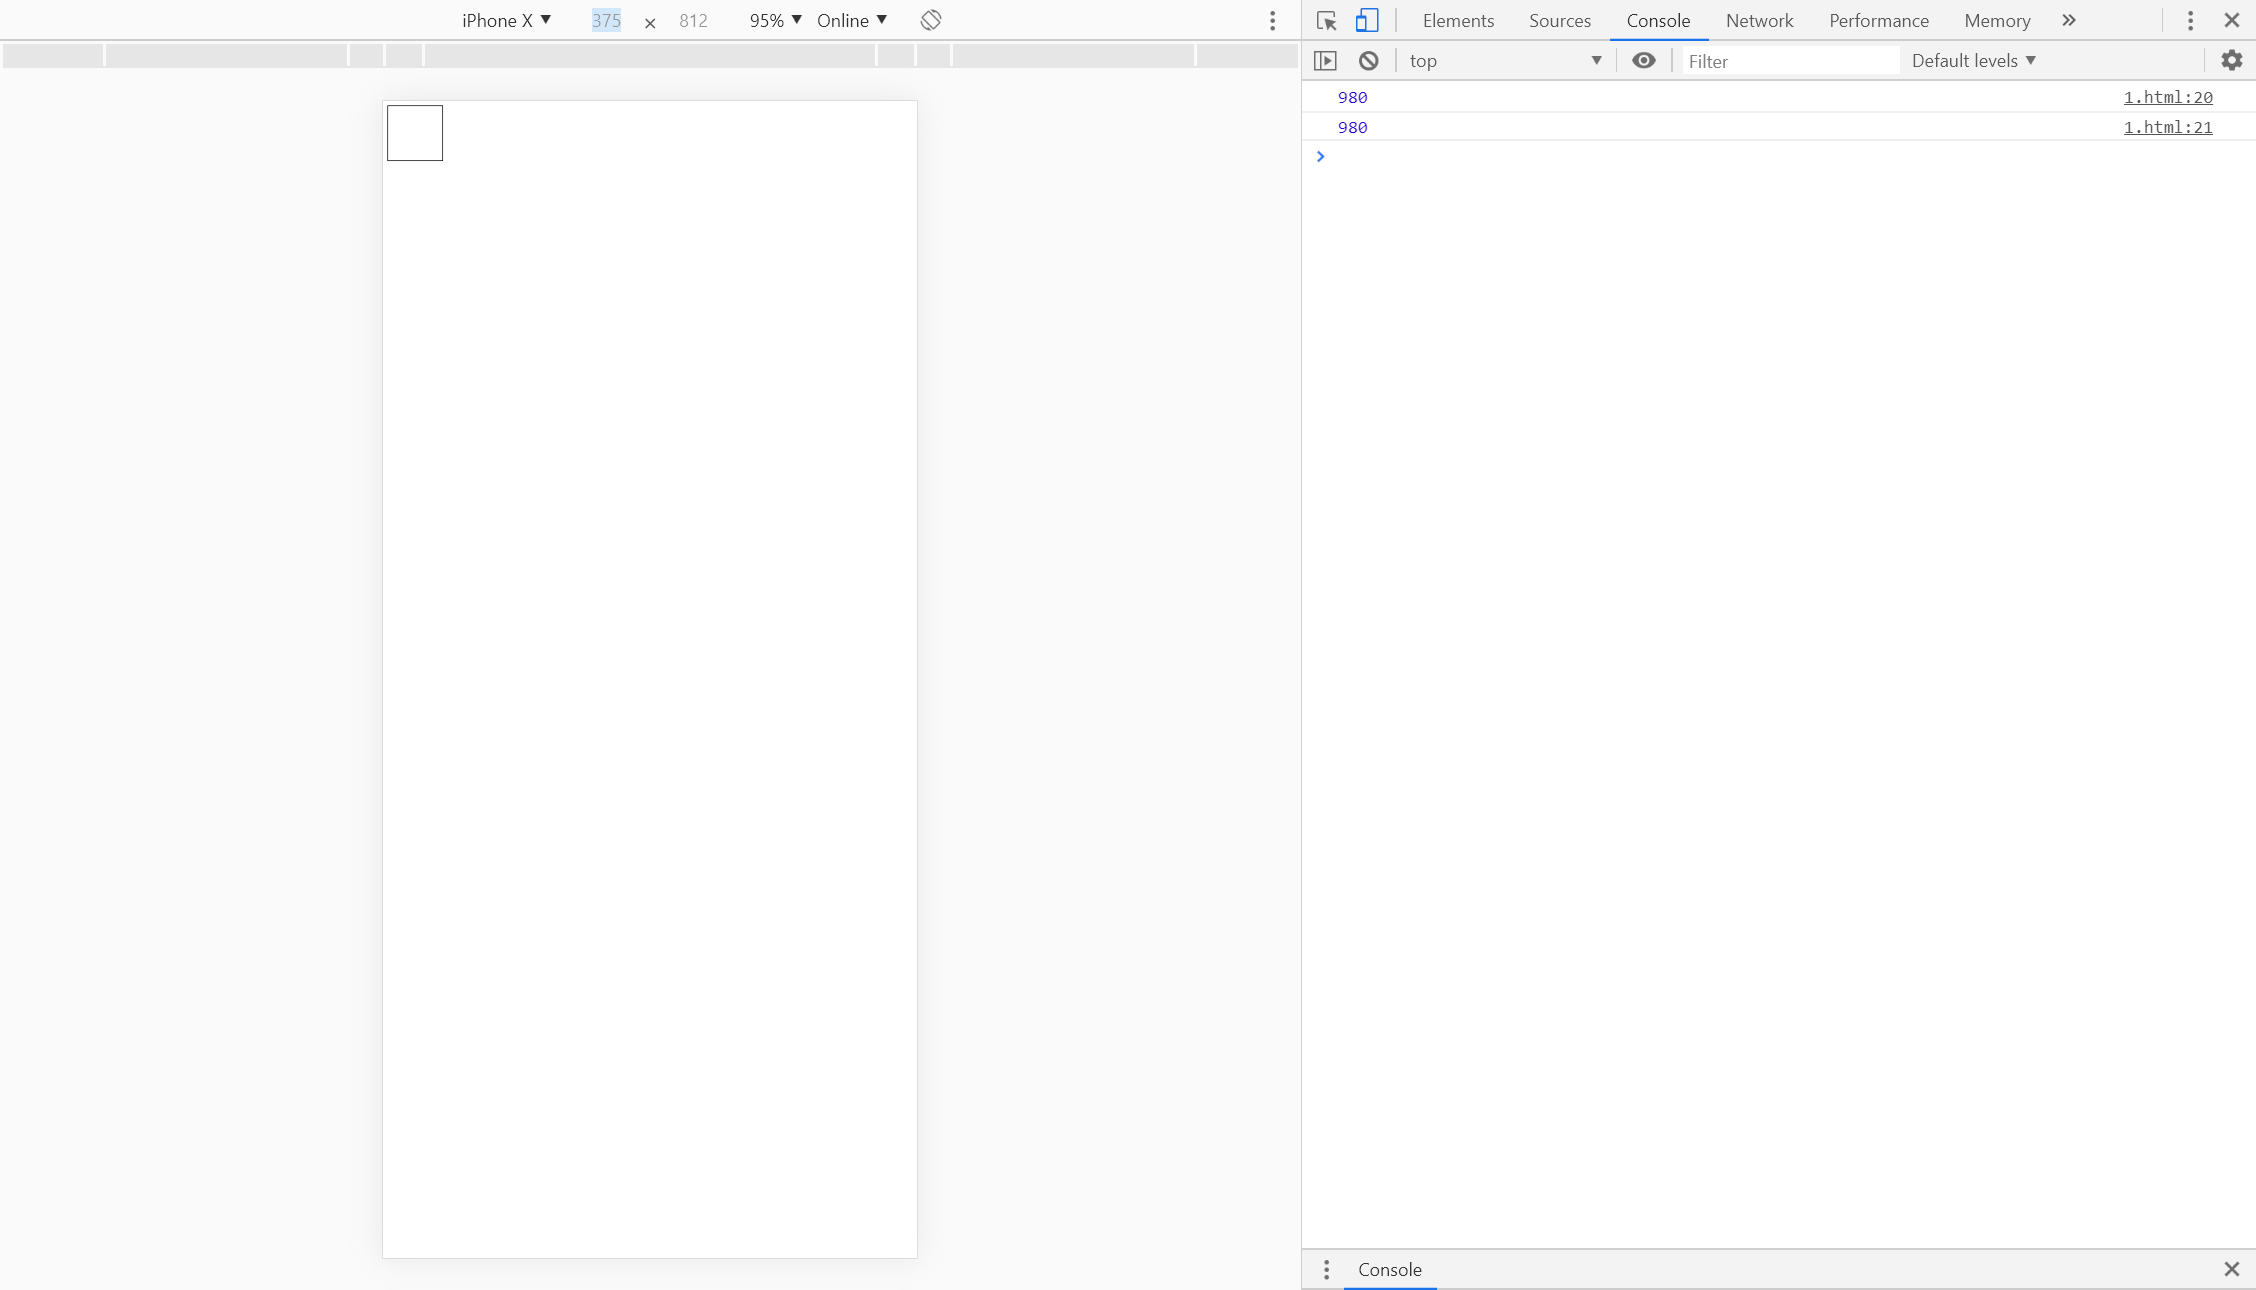 iPhone X 375 × 812 95% Online
Elements Sources Console Network Performance Memory
top Filter Default levels
980 1.html:20
980 1.html:21
Console